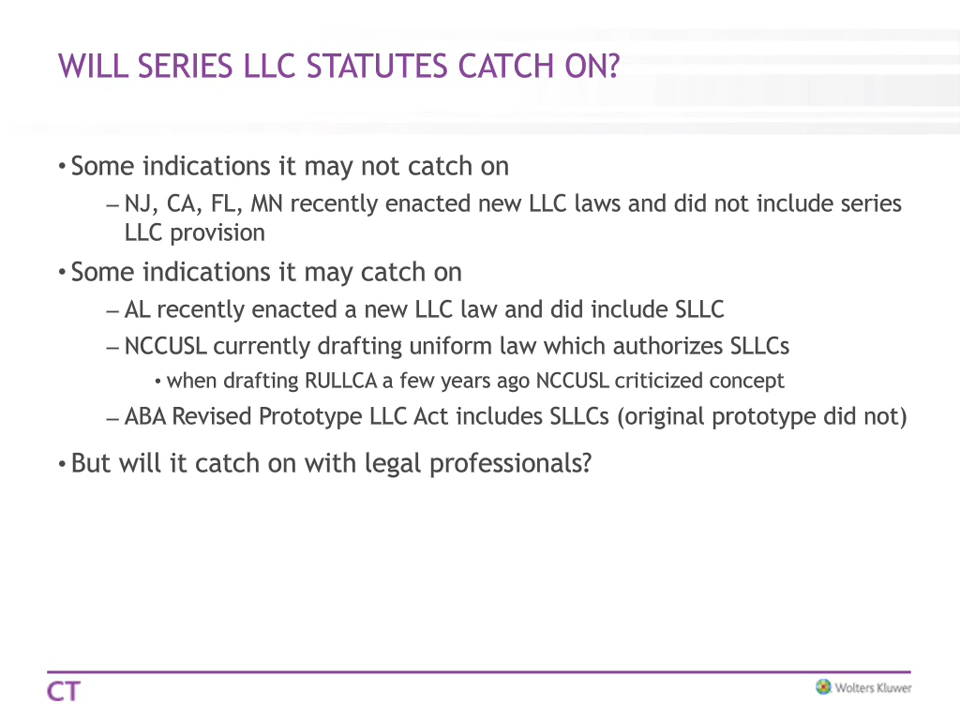 WILL SERIES LLC STATUTES CATCH ON?
• Some indications it may not catch on
– NJ, CA, FL, MN recently enacted new LLC laws and did not include series
LLC provision
• Some indications it may catch on
– AL recently enacted a new LLC law and did include SLLC
– NCCUSL currently drafting uniform law which authorizes SLLCs
• when drafting RULLCA a few years ago NCCUSL criticized concept
– ABA Revised Prototype LLC Act includes SLLCs (original prototype did not)
• But will it catch on with legal professionals?
CT
Wolters Kluwer